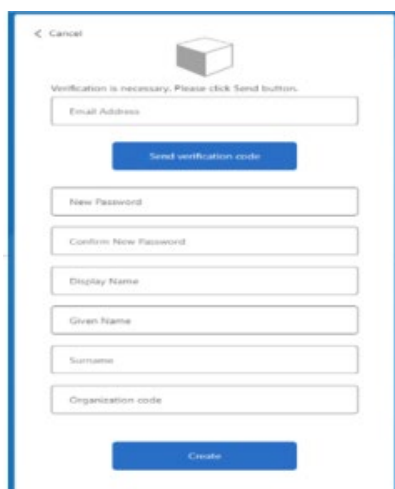 Cancel
Verification is necessary. Please click Send button.
Email Address
Send verification code
New Password
Confirm New Password
Display Name
Given Name
Surname
Organization code
Create